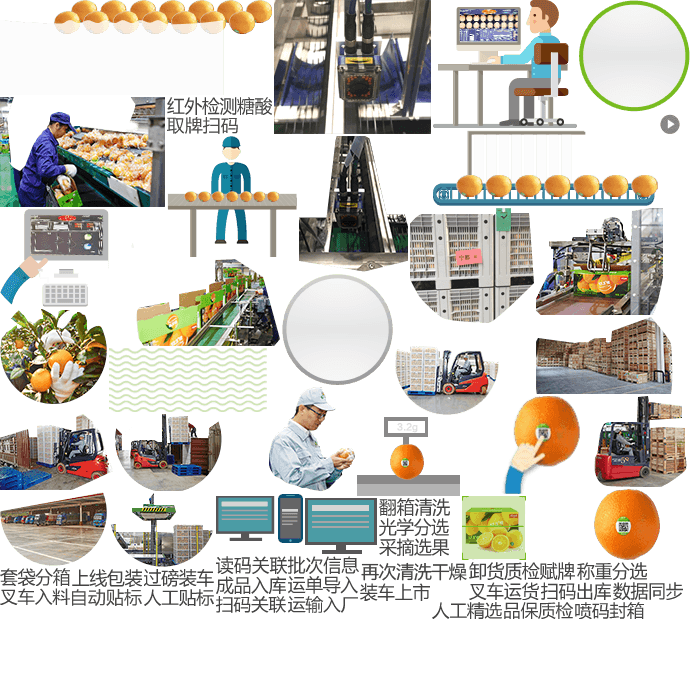 红外检测糖酸
取牌扫码
3.2g
翻箱清洗
光学分选
采摘选果
套袋分箱
叉车入料
上线包装
自动贴标
过磅装车
人工贴标
读码关联
成品入库
扫码关联
批次信息
运单导入
运输入厂
再次清洗
装车上市
干燥
卸货质检
叉车运货
赋牌
扫码出库
称重分选
数据同步
人工精选
品保质检
喷码封箱